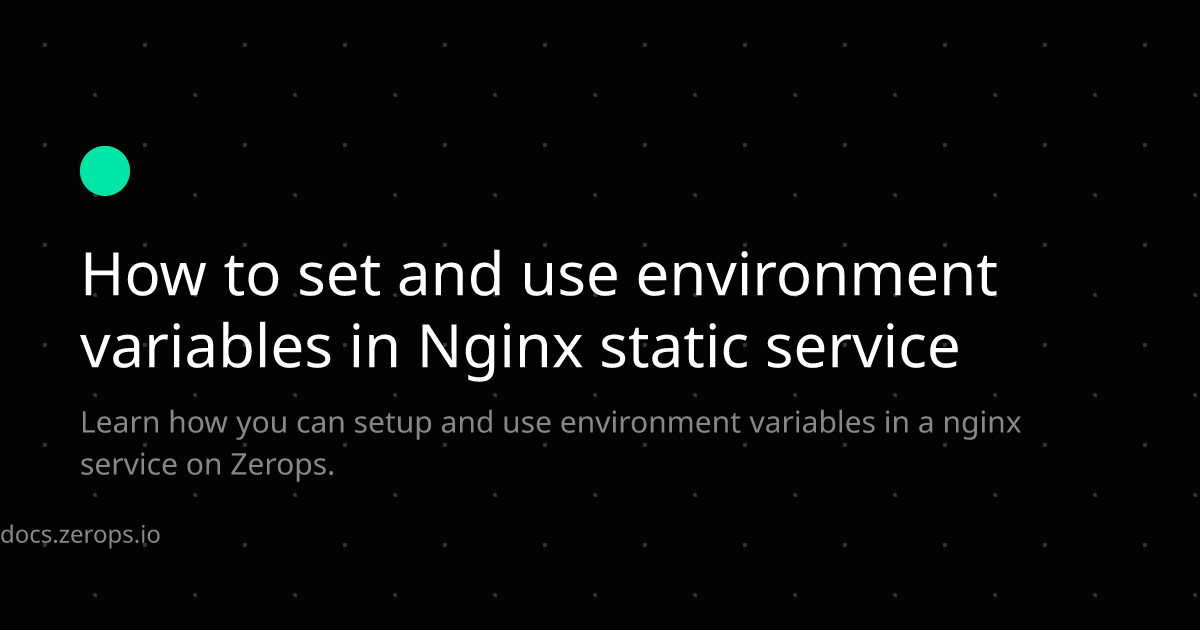 How to set and use environment
variables in Nginx static service
Learn how you can setup and use environment variables in a nginx
service on Zerops.
docs.zerops.io